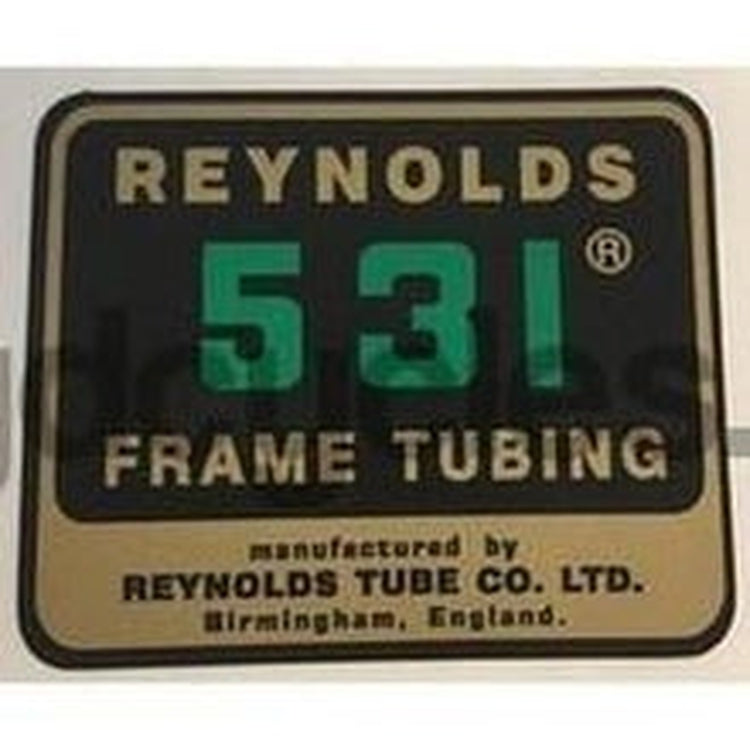 REYNOLDS
531®
FRAME TUBING
manufactured by
REYNOLDS TUBE CO. LTD.
Birmingham, England.